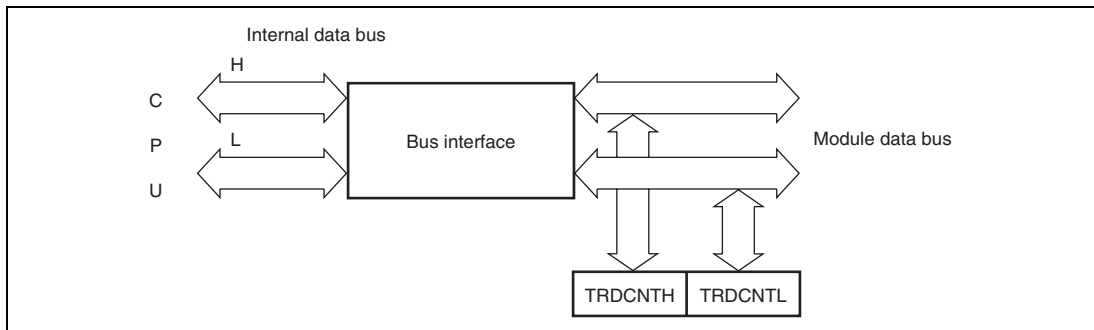 Internal data bus
H
C
P
L
U
Bus interface
Module data bus
TRDCNTH TRDCNTL